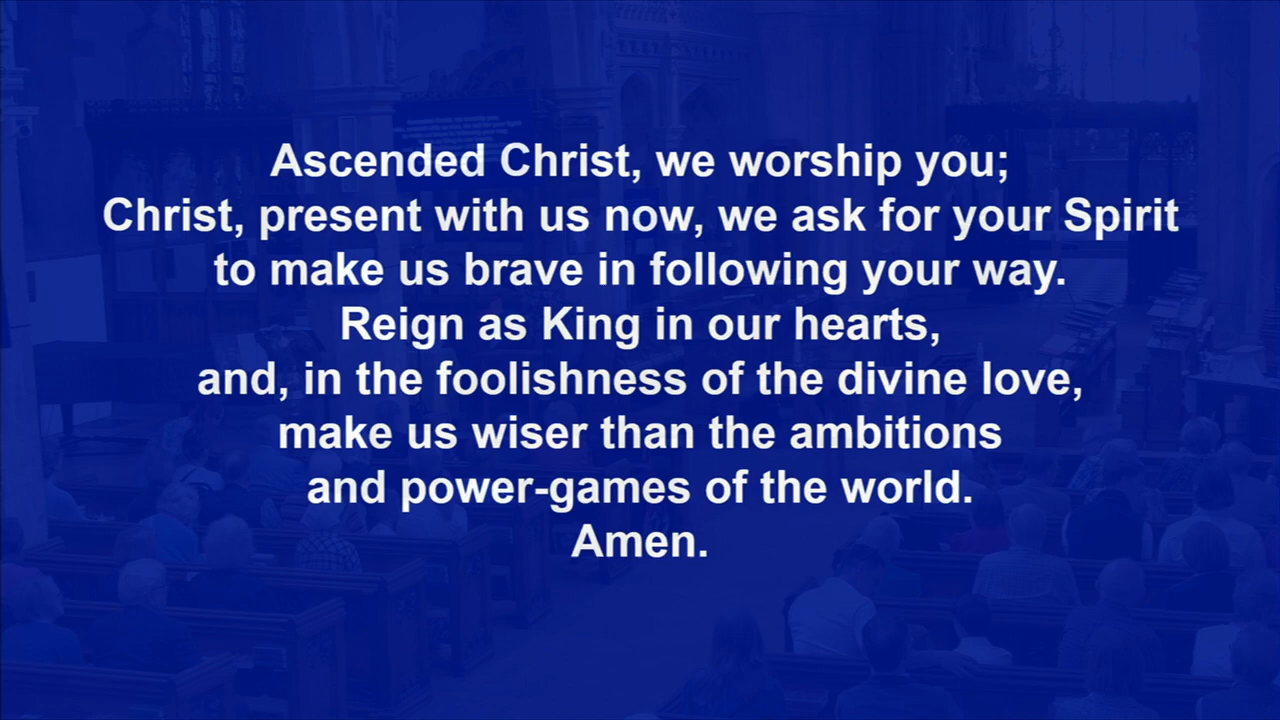 Ascended Christ, we worship you;
Christ, present with us now, we ask for your Spirit
to make us brave in following your way.
Reign as King in our hearts,
and, in the foolishness of the divine love,
make us wiser than the ambitions
and power-games of the world.
Amen.